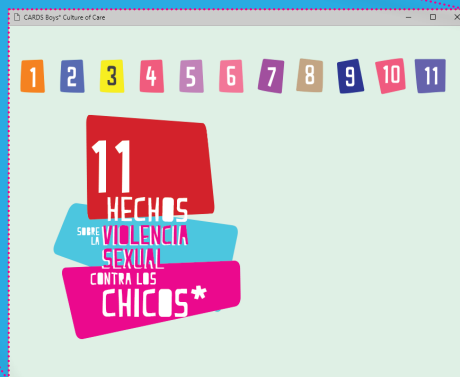 CARDS Boys* Culture of Care
1 2 3 4 5 6 7 8 9 10 11
11
HECHOS
SOBRE LA VIOLENCIA
SEXUAL
CONTRA LOS
CHICOS*